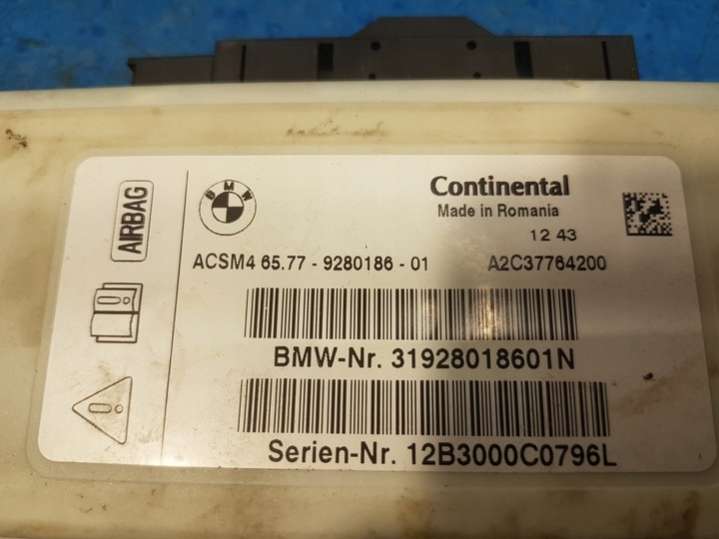 AIRBAG
BMW
Continental
Made in Romania
12 43
ACSM4 65.77 - 9280186 - 01 A2C37764200
BMW-Nr. 31928018601N
Serien-Nr. 12B3000C0796L